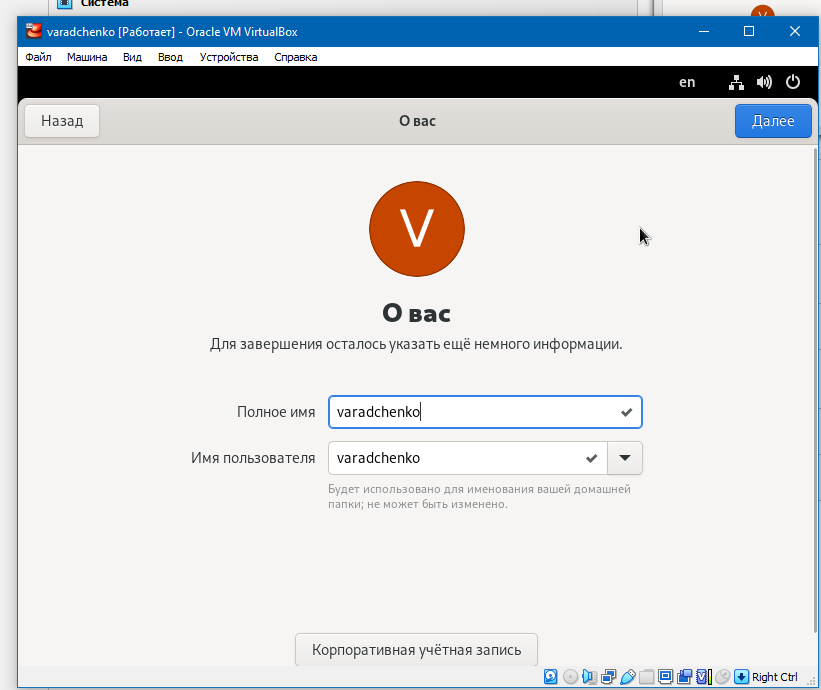 Система
V
varadchenko [Работает] - Oracle VM VirtualBox
Файл Машина Вид Ввод Устройства Справка
en
Назад О вас Далее
V
О вас
Для завершения осталось указать ещё немного информации.
Полное имя varadchenko
Имя пользователя varadchenko
Будет использовано для именования вашей домашней
папки; не может быть изменено.
Корпоративная учётная запись
Right Ctrl